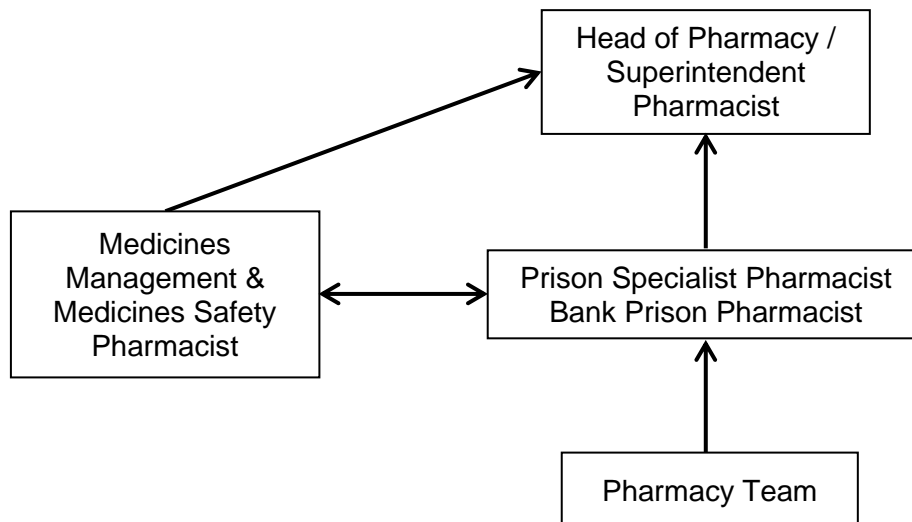 Head of Pharmacy /
Superintendent
Pharmacist
Medicines
Management &
Medicines Safety
Pharmacist
Prison Specialist Pharmacist
Bank Prison Pharmacist
Pharmacy Team